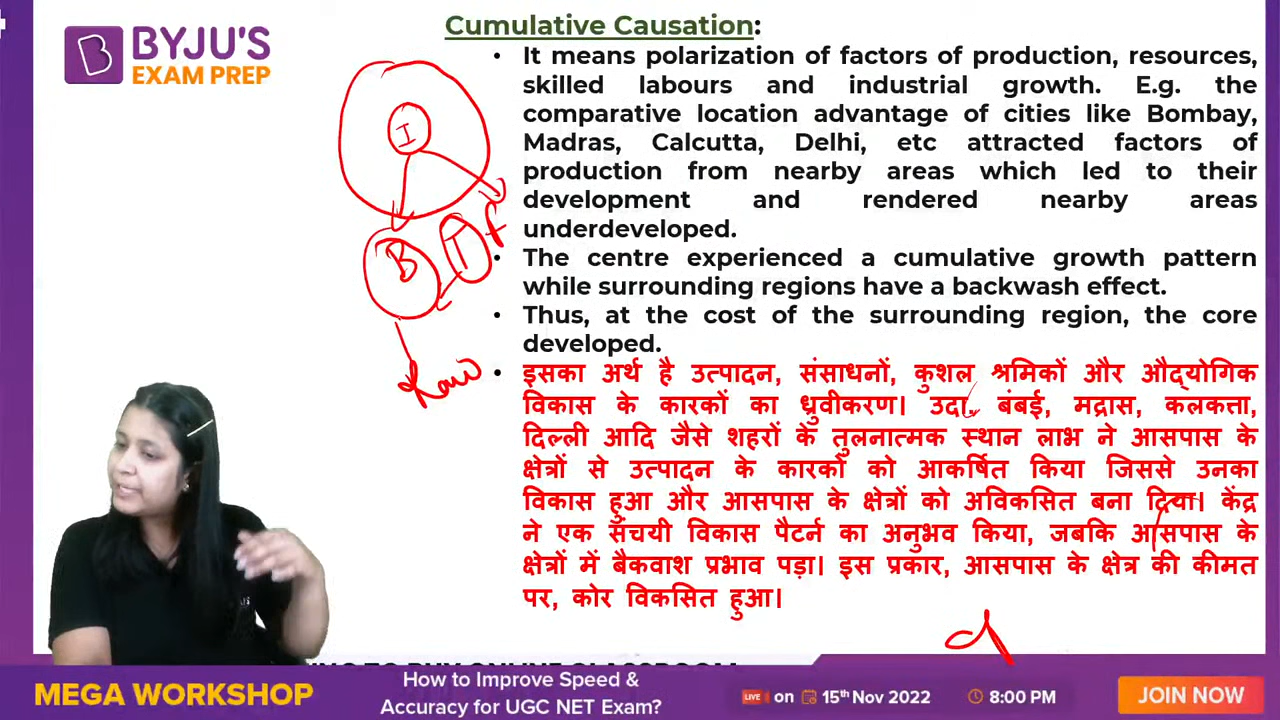 BYJU'S
EXAM PREP
Cumulative Causation:
• It means polarization of factors of production, resources,
skilled labours and industrial growth. E.g. the
comparative location advantage of cities like Bombay,
Madras, Calcutta, Delhi, etc attracted factors of
production from nearby areas which led to their
development and rendered nearby areas
underdeveloped.
• The centre experienced a cumulative growth pattern
while surrounding regions have a backwash effect.
• Thus, at the cost of the surrounding region, the core
developed.
• इसका अर्थ है उत्पादन, संसाधनों, कुशल श्रमिकों और औद्योगिक
विकास के कारकों का ध्रुवीकरण। उदा. बंबई, मद्रास, कलकत्ता,
दिल्ली आदि जैसे शहरों के तुलनात्मक स्थान लाभ ने आसपास के
क्षेत्रों से उत्पादन के कारकों को आकर्षित किया जिससे उनका
विकास हुआ और आसपास के क्षेत्रों को अविकसित बना दिया। केंद्र
ने एक संचयी विकास पैटर्न का अनुभव किया, जबकि आसपास के
क्षेत्रों में बैकवाश प्रभाव पड़ा। इस प्रकार, आसपास के क्षेत्र की कीमत
पर, कोर विकसित हुआ।
I
B
I
f
Raw
MEGA WORKSHOP
How to Improve Speed &
Accuracy for UGC NET Exam?
LIVE on 15th Nov 2022
8:00 PM
JOIN NOW